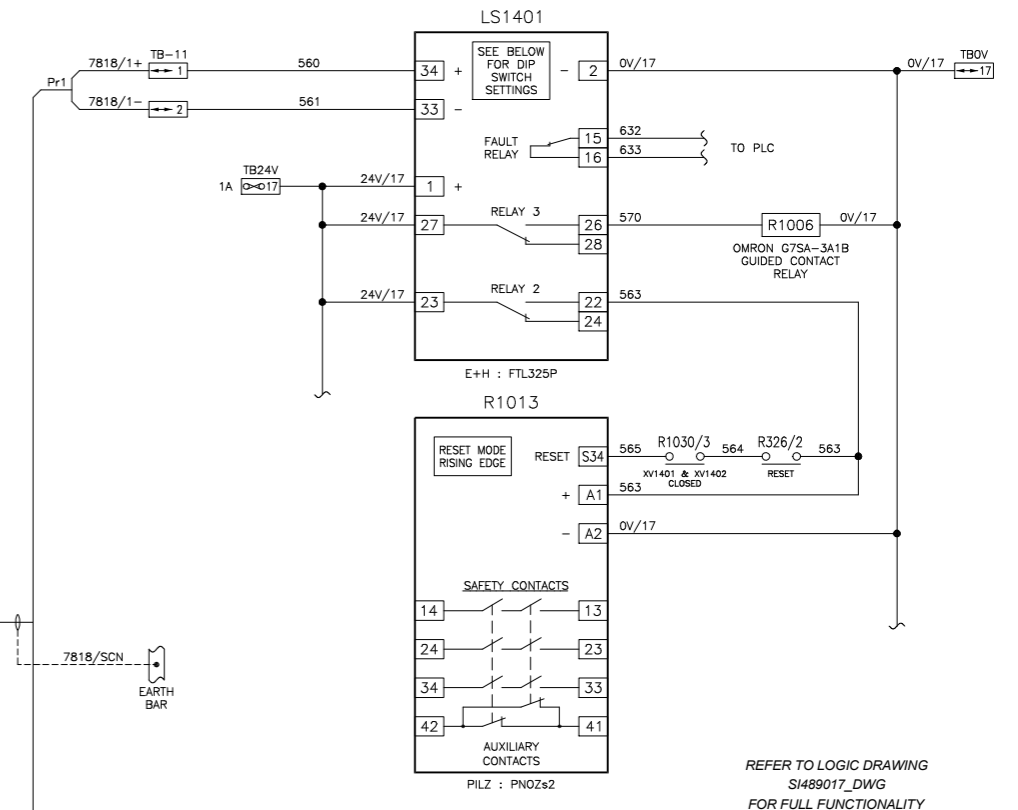 LS1401
7818/1+ TB-11 1 560 34 + SEE BELOW FOR DIP SWITCH SETTINGS - 2 0V/17 0V/17 TB0V 17
Pr1
7818/1- 2 561 33 -
FAULT RELAY 15 632
16 633
TO PLC
TB24V
1A 17 24V/17 1 +
24V/17 27 RELAY 3 26 570 R1006 0V/17
28
OMRON G7SA-3A1B
GUIDED CONTACT
RELAY
24V/17 23 RELAY 2 22 563
24
E+H : FTL325P
R1013
RESET MODE
RISING EDGE
RESET S34 565 R1030/3 564 R326/2 563
XV1401 & XV1402
CLOSED
RESET
+ A1 563
- A2 0V/17
SAFETY CONTACTS
14 13
24 23
34 33
42 41
AUXILIARY
CONTACTS
PILZ : PNOZs2
7818/SCN
EARTH
BAR
REFER TO LOGIC DRAWING
SI489017_DWG
FOR FULL FUNCTIONALITY